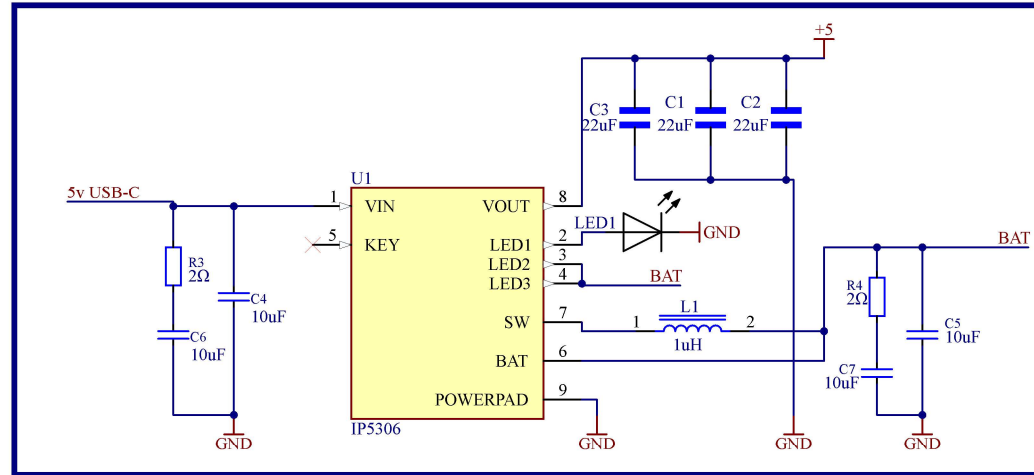 +5
C3
22uF
C1
22uF
C2
22uF
5v USB-C
U1
1 VIN
VOUT 8
5 KEY
LED1 2
LED1
GND
LED2 3
LED3 4
BAT
BAT
R3
2Ω
C4
10uF
C6
10uF
GND
SW 7
1 L1 2
1uH
BAT 6
POWERPAD 9
IP5306
GND
GND
R4
2Ω
C5
10uF
C7
10uF
GND